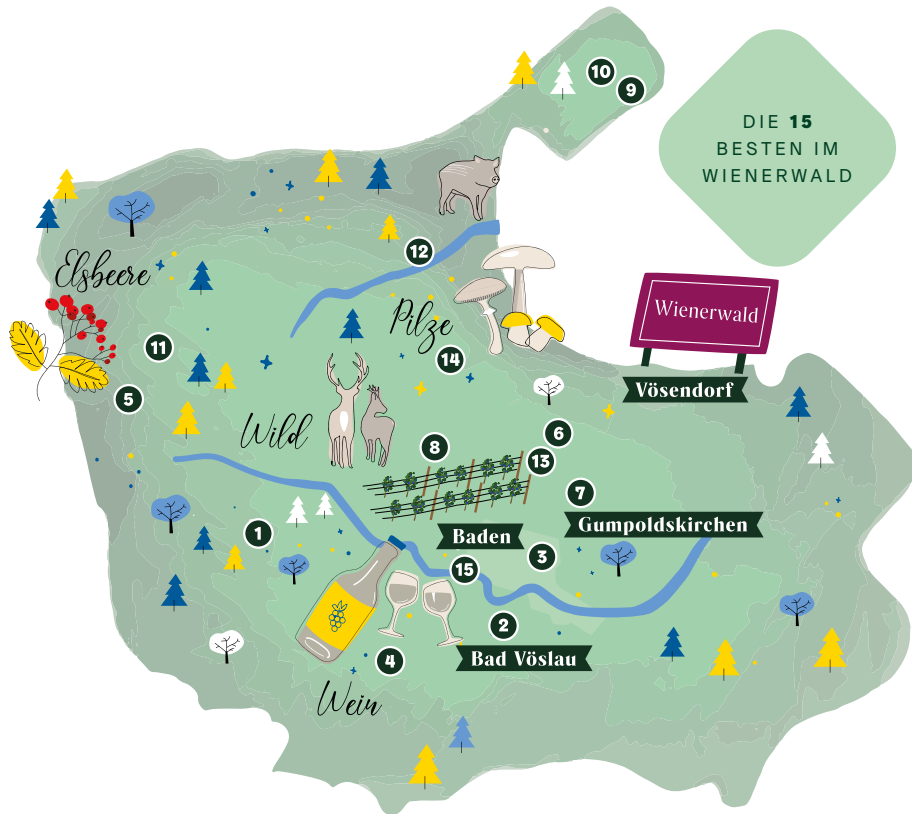 10
9
DIE 15
BESTEN IM
WIENERWALD
12
Elsbeere
Wienerwald
Pilze
11
14
Vösendorf
5
Wild
6
8
13
7
Gumpoldskirchen
1
Baden
3
15
2
4
Bad Vöslau
Wein